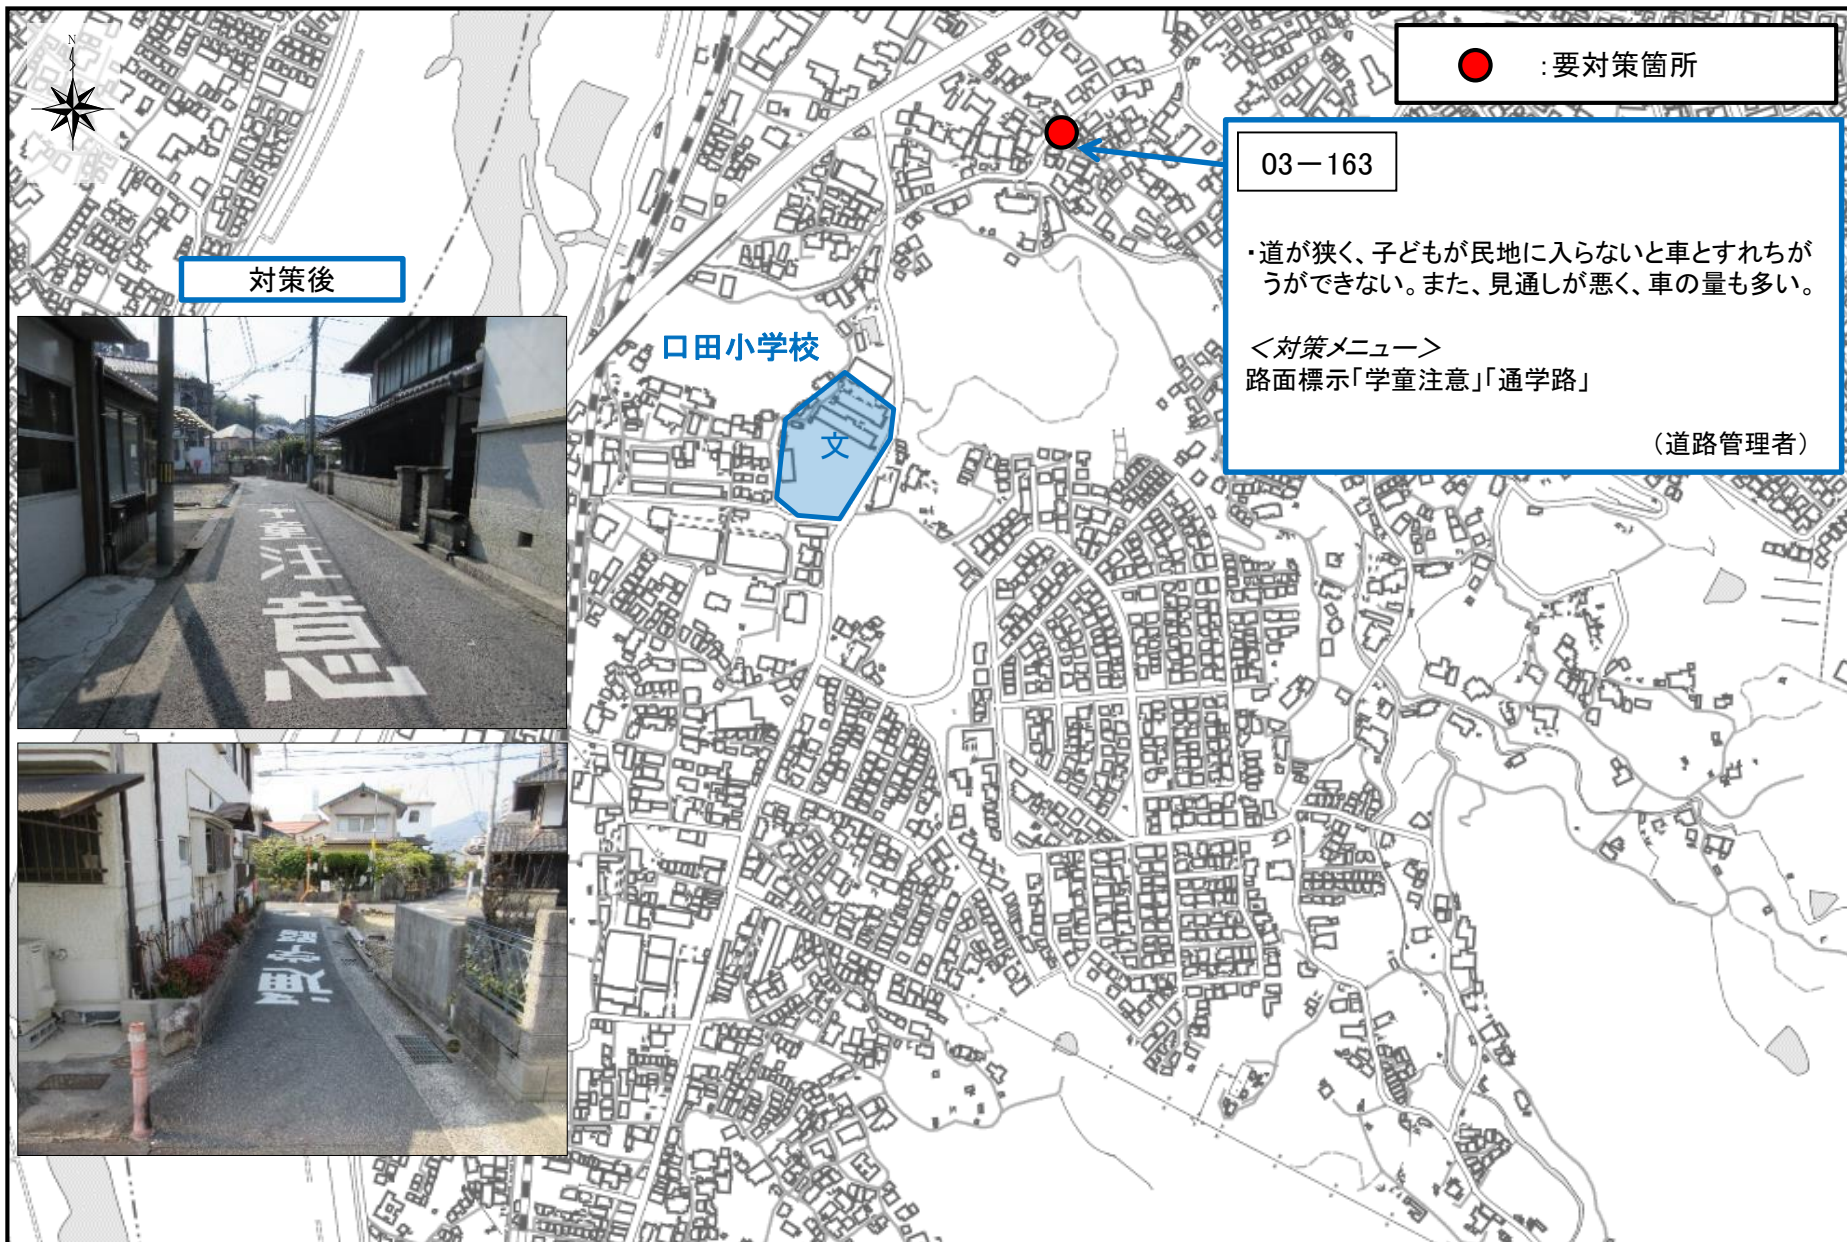 N
:要対策箇所
03－163
・道が狭く、子どもが民地に入らないと車とすれちが
うができない。また、見通しが悪く、車の量も多い。
＜対策メニュー＞
路面標示「学童注意」「通学路」
（道路管理者）
対策後
口田小学校
文
学童注意
通学路